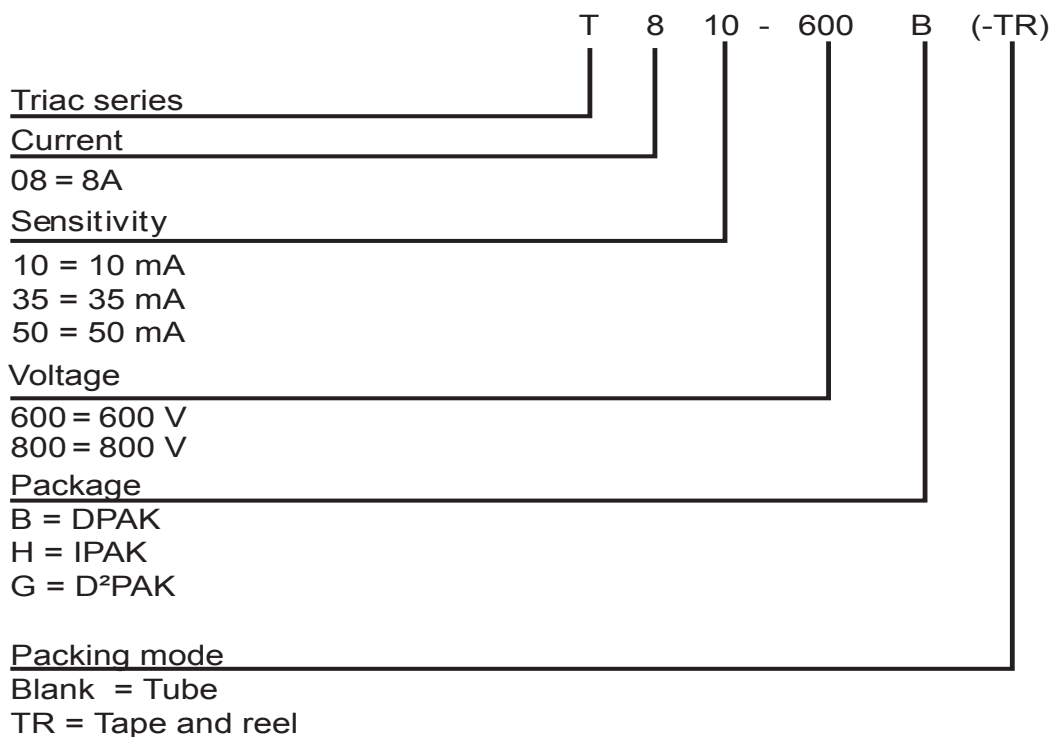 T 8 10 - 600 B (-TR)
Triac series
Current
08 = 8A
Sensitivity
10 = 10 mA
35 = 35 mA
50 = 50 mA
Voltage
600 = 600 V
800 = 800 V
Package
B = DPAK
H = IPAK
G = D²PAK
Packing mode
Blank = Tube
TR = Tape and reel